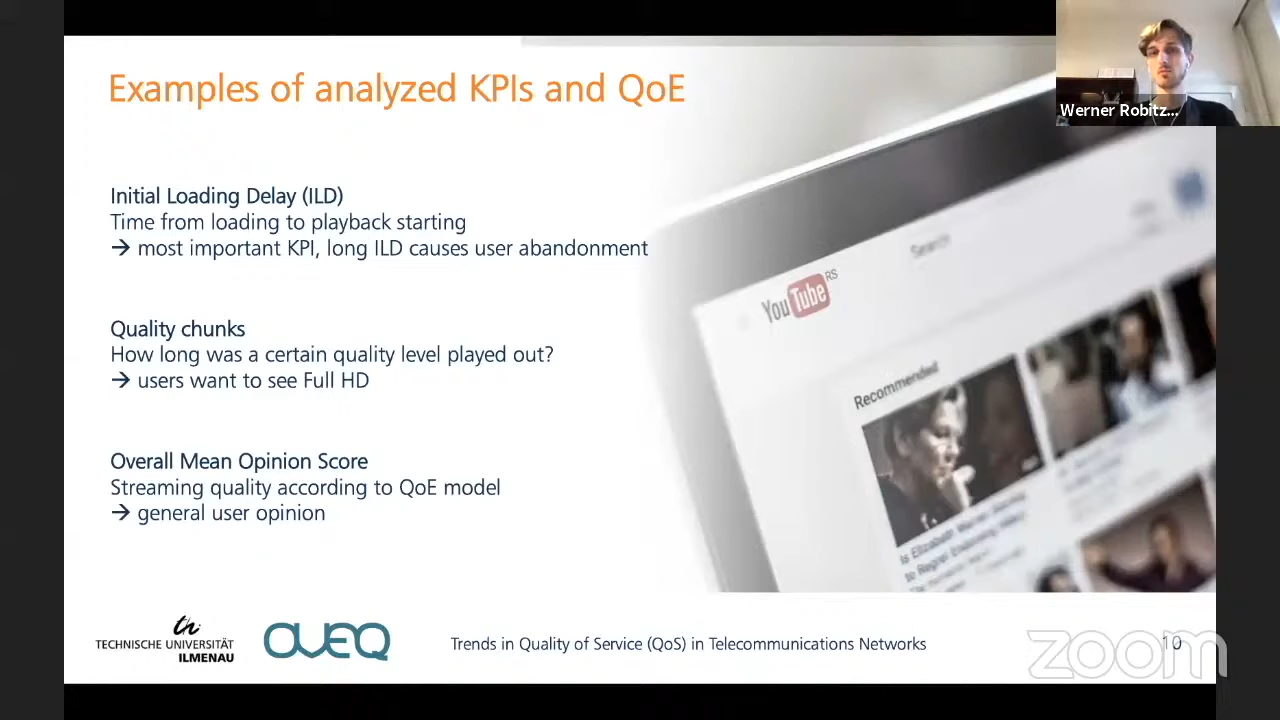 Examples of analyzed KPIs and QoE
Werner Robitz...
Initial Loading Delay (ILD)
Time from loading to playback starting
→ most important KPI, long ILD causes user abandonment
Search
YouTube RS
Quality chunks
How long was a certain quality level played out?
→ users want to see Full HD
Recommended
Overall Mean Opinion Score
Streaming quality according to QoE model
→ general user opinion
Is Elizabeth Warren
to Regret
th
TECHNISCHE UNIVERSITÄT
ILMENAU
AVEQ
Trends in Quality of Service (QoS) in Telecommunications Networks
10
zoom